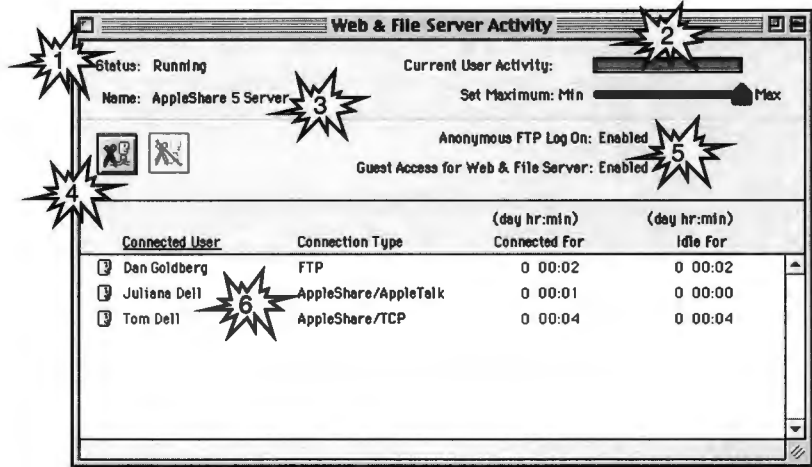 Web & File Server Activity
1
2
Status: Running
Current User Activity:
Name: AppleShare 5 Server
3
Set Maximum: Min Max
Anonymous FTP Log On: Enabled
5
Guest Access for Web & File Server: Enabled
4
(day hr:min) (day hr:min)
Connected User Connection Type Connected For Idle For
Dan Goldberg FTP 0 00:02 0 00:02
Juliana Dell AppleShare/AppleTalk 0 00:01 0 00:00
6
Tom Dell AppleShare/TCP 0 00:04 0 00:04